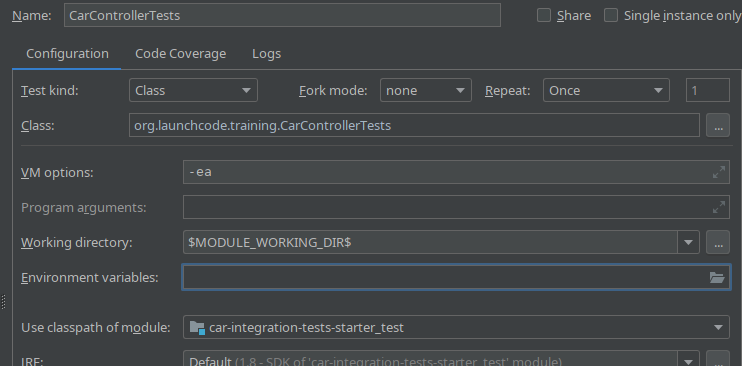 Name: CarControllerTests Share Single instance only
Configuration Code Coverage Logs
Test kind: Class Fork mode: none Repeat: Once 1
Class: org.launchcode.training.CarControllerTests ...
VM options: -ea
Program arguments:
Working directory: $MODULE_WORKING_DIR$ ...
Environment variables:
Use classpath of module: car-integration-tests-starter_test
JRE: Default (1.8 - SDK of 'car-integration-tests-starter_test' module) ...